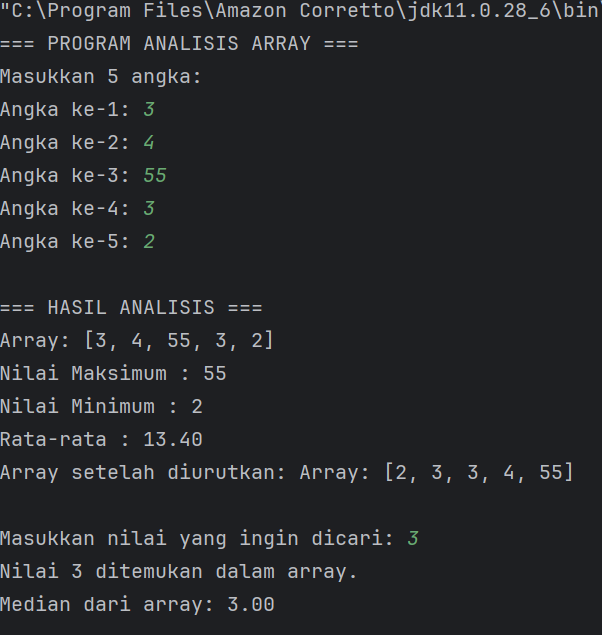 "C:\Program Files\Amazon Corretto\jdk11.0.28_6\bin\
=== PROGRAM ANALISIS ARRAY ===
Masukkan 5 angka:
Angka ke-1: 3
Angka ke-2: 4
Angka ke-3: 55
Angka ke-4: 3
Angka ke-5: 2
=== HASIL ANALISIS ===
Array: [3, 4, 55, 3, 2]
Nilai Maksimum : 55
Nilai Minimum : 2
Rata-rata : 13.40
Array setelah diurutkan: Array: [2, 3, 3, 4, 55]
Masukkan nilai yang ingin dicari: 3
Nilai 3 ditemukan dalam array.
Median dari array: 3.00